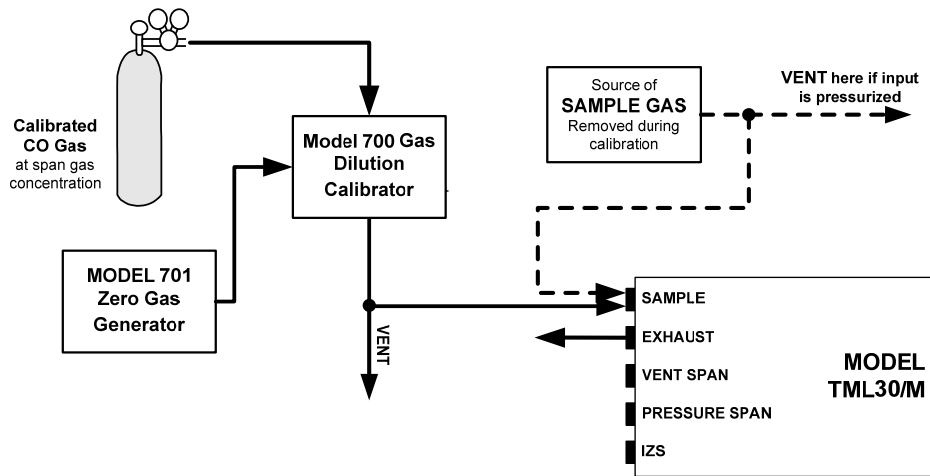 Calibrated
CO Gas
at span gas
concentration
Model 700 Gas
Dilution
Calibrator
MODEL 701
Zero Gas
Generator
VENT
Source of
SAMPLE GAS
Removed during
calibration
VENT here if input
is pressurized
SAMPLE
EXHAUST
VENT SPAN
PRESSURE SPAN
IZS
MODEL
TML30/M